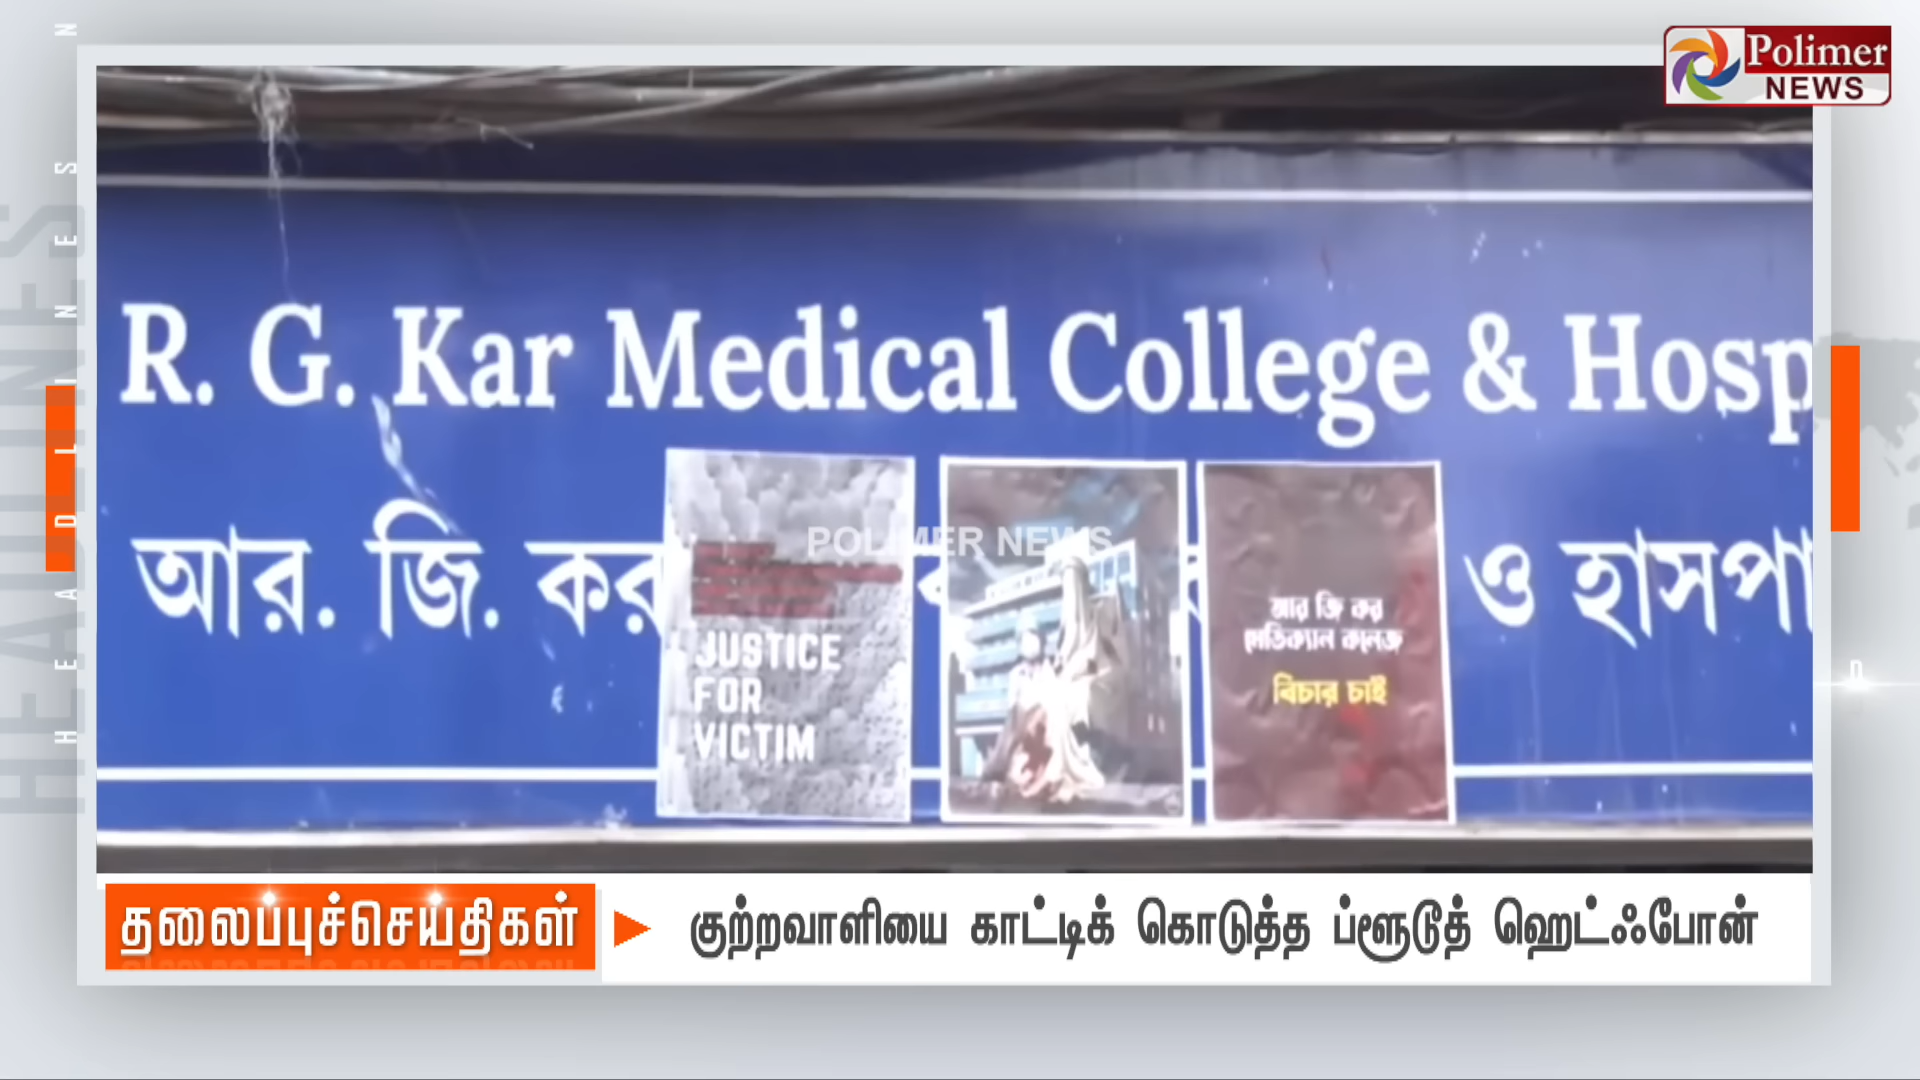 Polimer
NEWS
HEADLINES
R. G. Kar Medical College & Hosp
আর. জি. কর
ও হাসপা
POLIMER NEWS
JUSTICE
FOR
VICTIM
আর জি কর
মেডিক্যাল কলেজ
বিচার চাই
தலைப்புச்செய்திகள்
குற்றவாளியை காட்டிக் கொடுத்த ப்ளூடூத் ஹெட்ஃபோன்